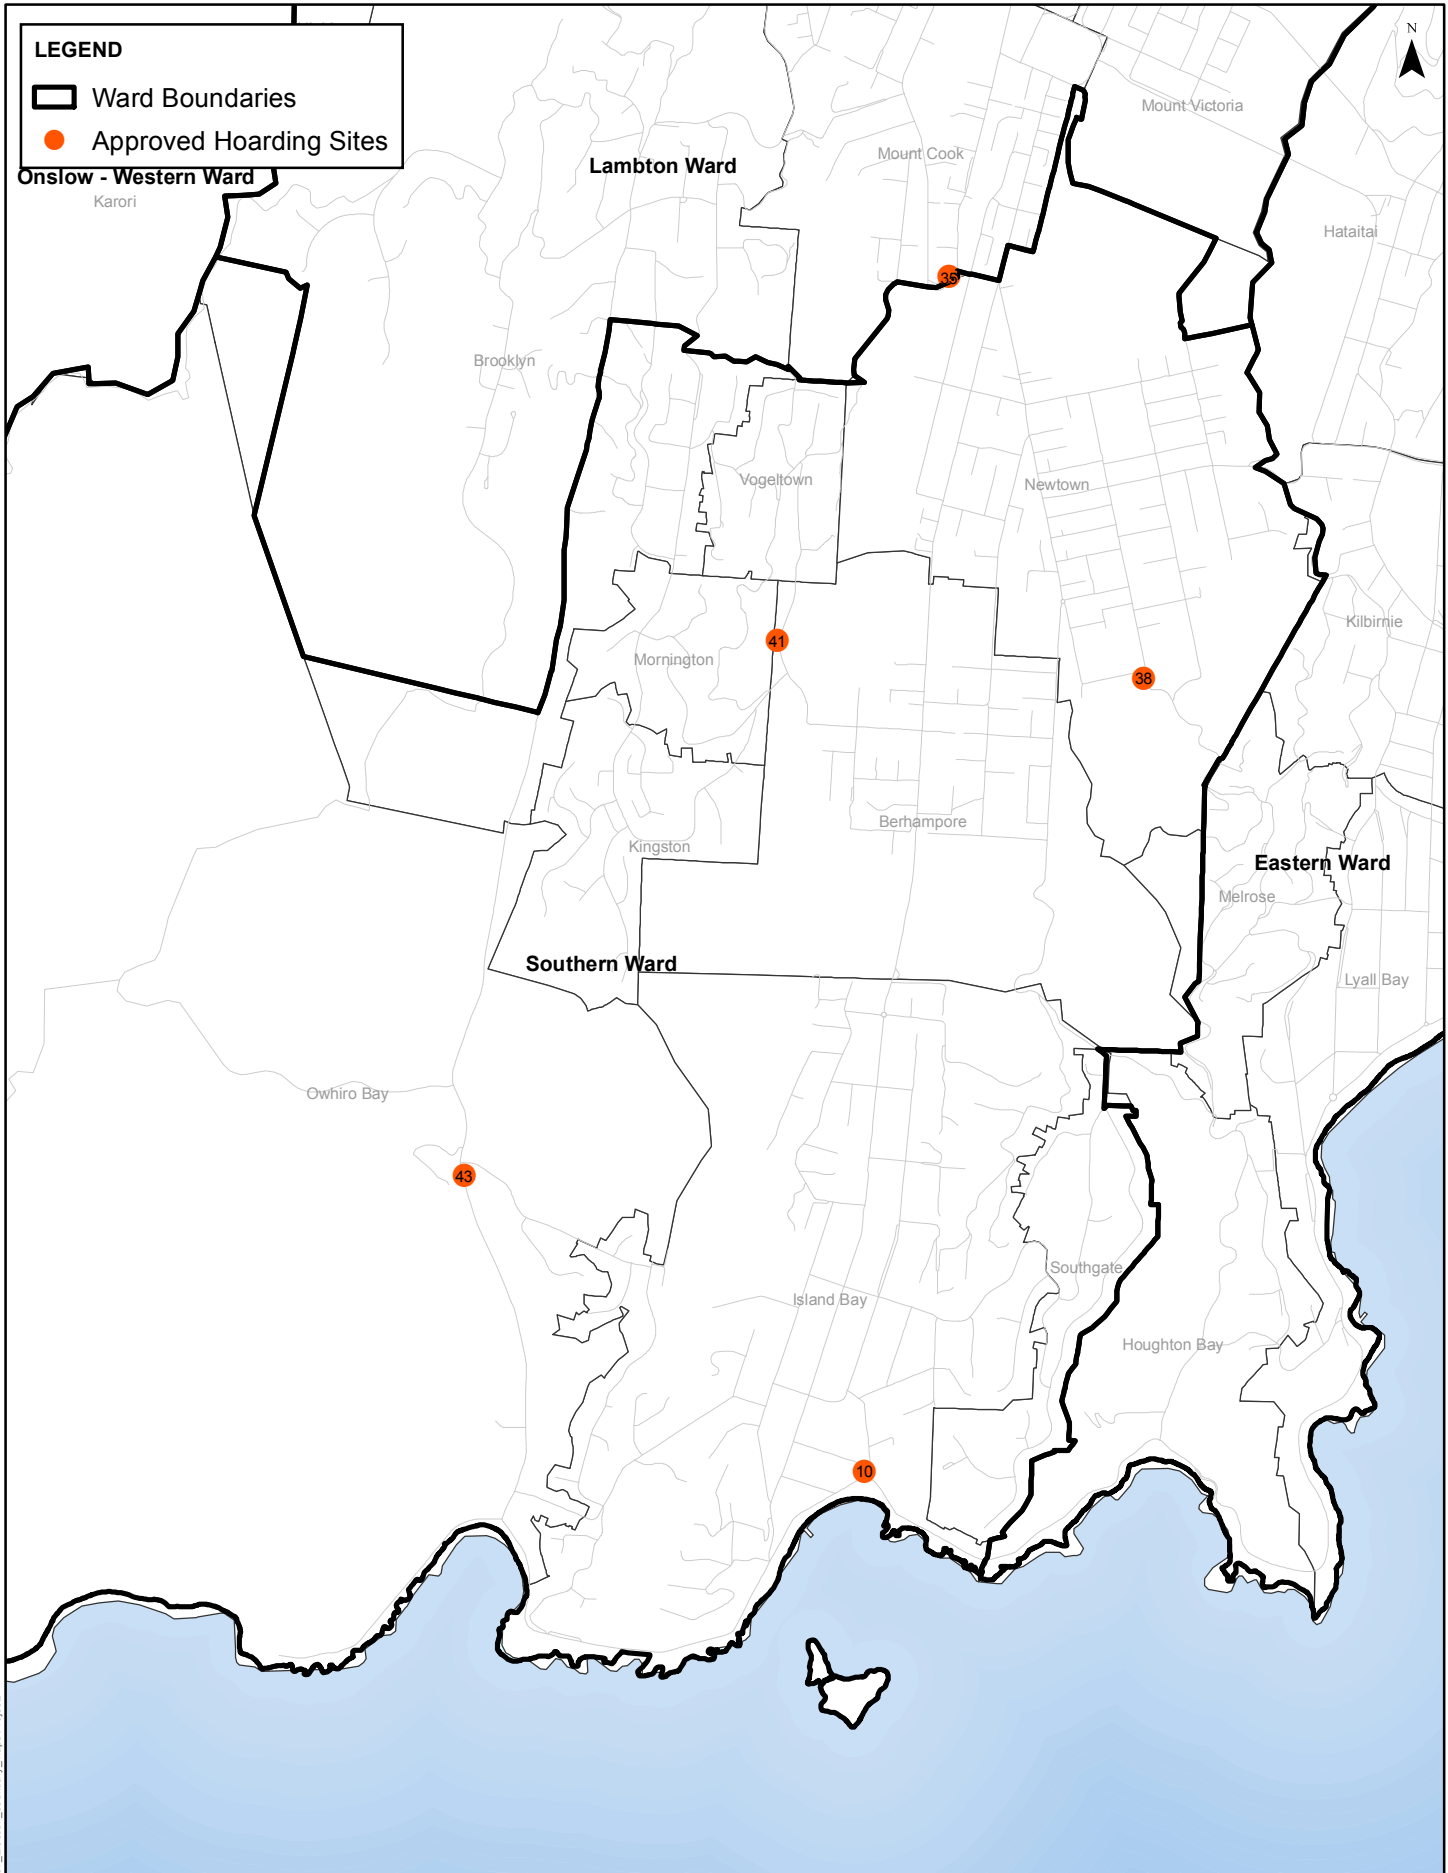 N
LEGEND
Ward Boundaries
Approved Hoarding Sites
Mount Victoria
Mount Cook
Lambton Ward
Onslow - Western Ward
Karori
Hataitai
35
Brooklyn
Vogeltown
Newtown
Kilbirnie
41
Mornington
38
Berhampore
Kingston
Eastern Ward
Melrose
Southern Ward
Lyall Bay
Owhiro Bay
43
Southgate
Island Bay
Houghton Bay
10